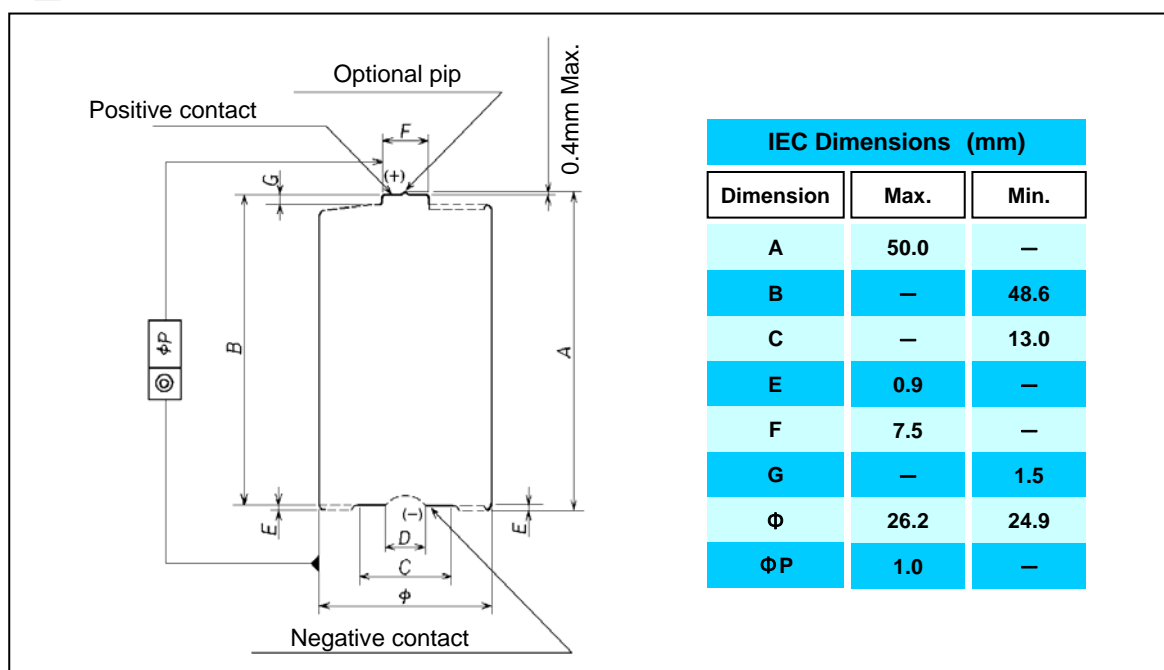 Optional pip
Positive contact
0.4mm Max.
F
G
(+)
B
A
ϕP
◎
E
(−)
E
D
C
ϕ
Negative contact
IEC Dimensions (mm)
Dimension Max. Min.
A 50.0 —
B — 48.6
C — 13.0
E 0.9 —
F 7.5 —
G — 1.5
Φ 26.2 24.9
ΦP 1.0 —